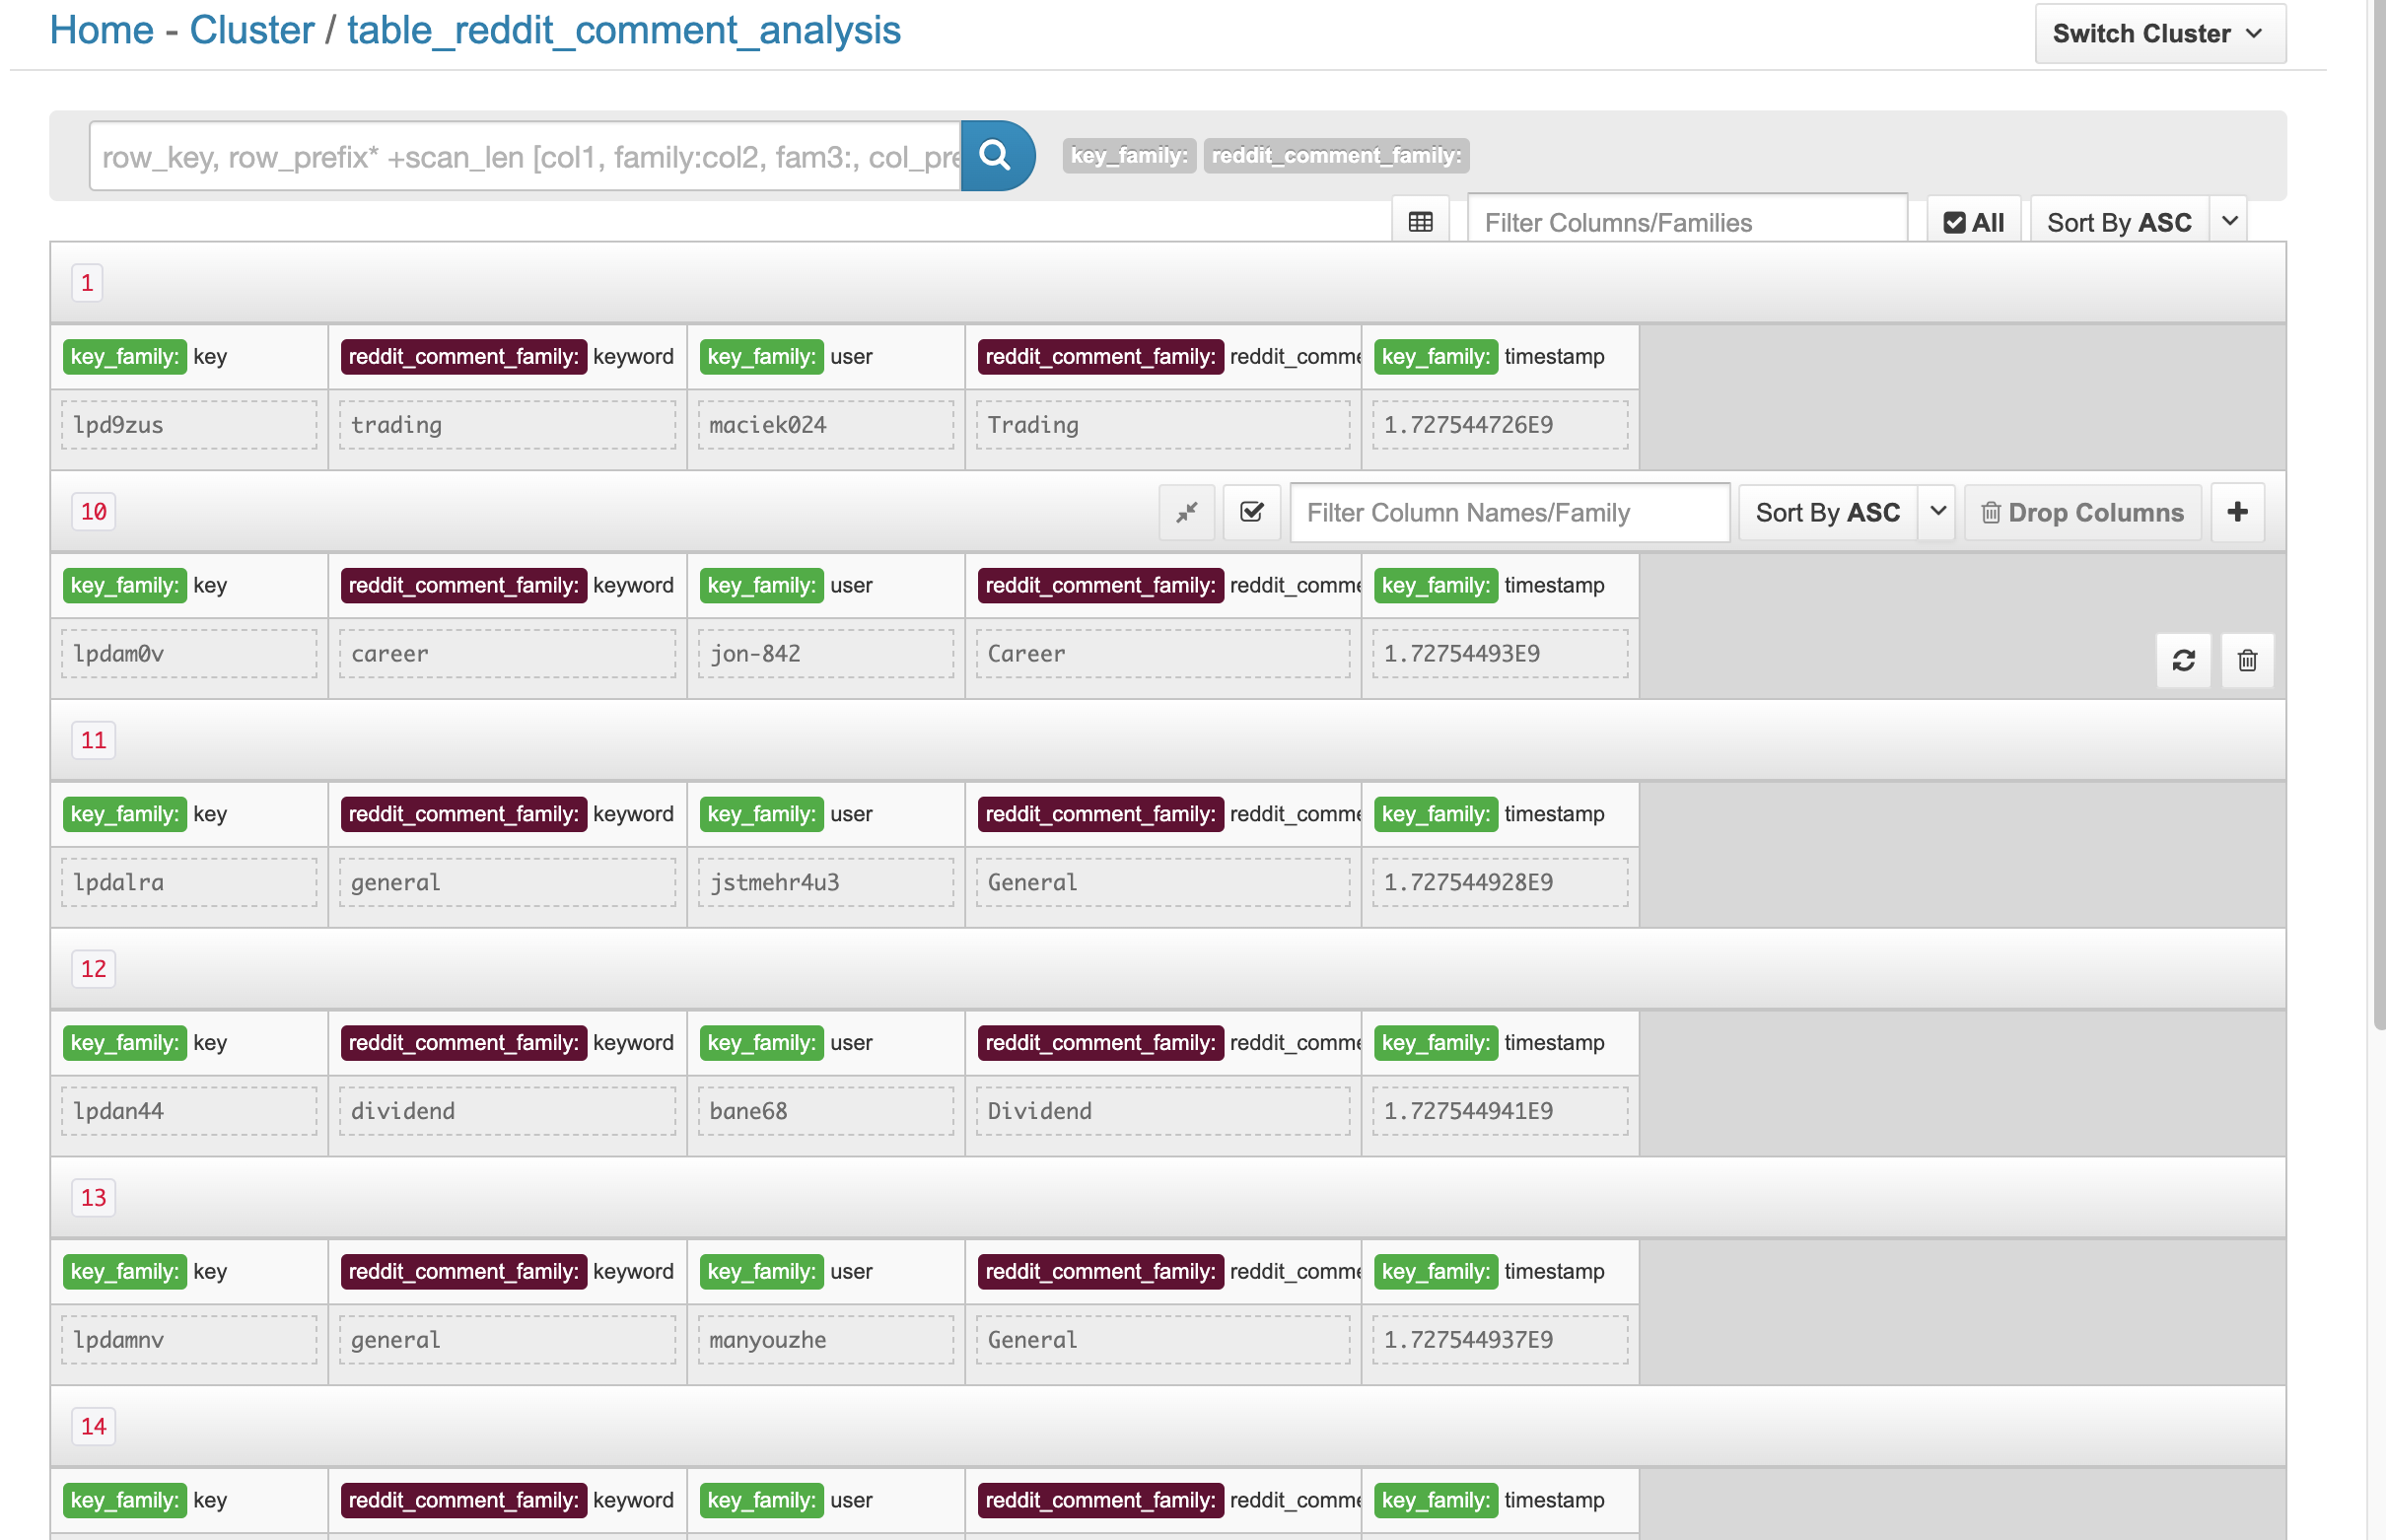 Home - Cluster / table_reddit_comment_analysis
Switch Cluster
row_key, row_prefix* +scan_len [col1, family:col2, fam3:, col_pre
key_family: reddit_comment_family:
Filter Columns/Families
All
Sort By ASC
1
key_family: key reddit_comment_family: keyword key_family: user reddit_comment_family: reddit_comme key_family: timestamp
lpd9zus trading maciek024 Trading 1.727544726E9
10
Filter Column Names/Family
Sort By ASC
Drop Columns
key_family: key reddit_comment_family: keyword key_family: user reddit_comment_family: reddit_comme key_family: timestamp
lpdam0v career jon-842 Career 1.72754493E9
11
key_family: key reddit_comment_family: keyword key_family: user reddit_comment_family: reddit_comme key_family: timestamp
lpdalra general jstmehr4u3 General 1.727544928E9
12
key_family: key reddit_comment_family: keyword key_family: user reddit_comment_family: reddit_comme key_family: timestamp
lpdan44 dividend bane68 Dividend 1.727544941E9
13
key_family: key reddit_comment_family: keyword key_family: user reddit_comment_family: reddit_comme key_family: timestamp
lpdamnv general manyouzhe General 1.727544937E9
14
key_family: key reddit_comment_family: keyword key_family: user reddit_comment_family: reddit_comme key_family: timestamp